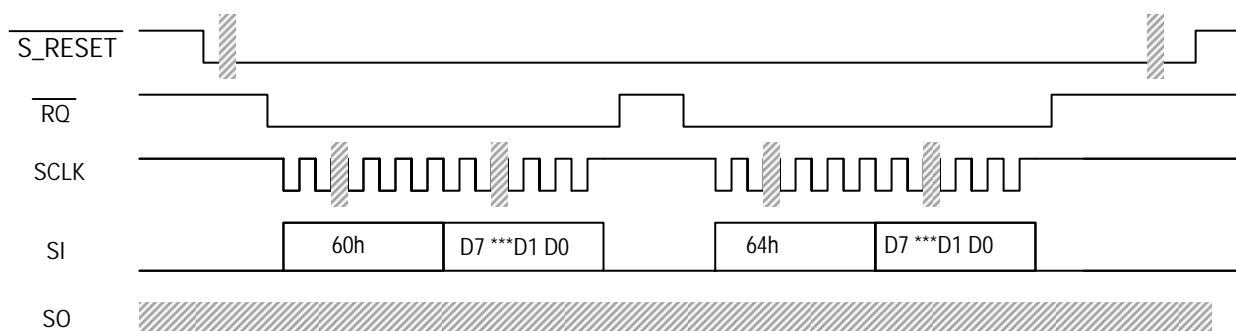 S_RESET
RQ
SCLK
SI 60h D7 ***D1 D0 64h D7 ***D1 D0
SO